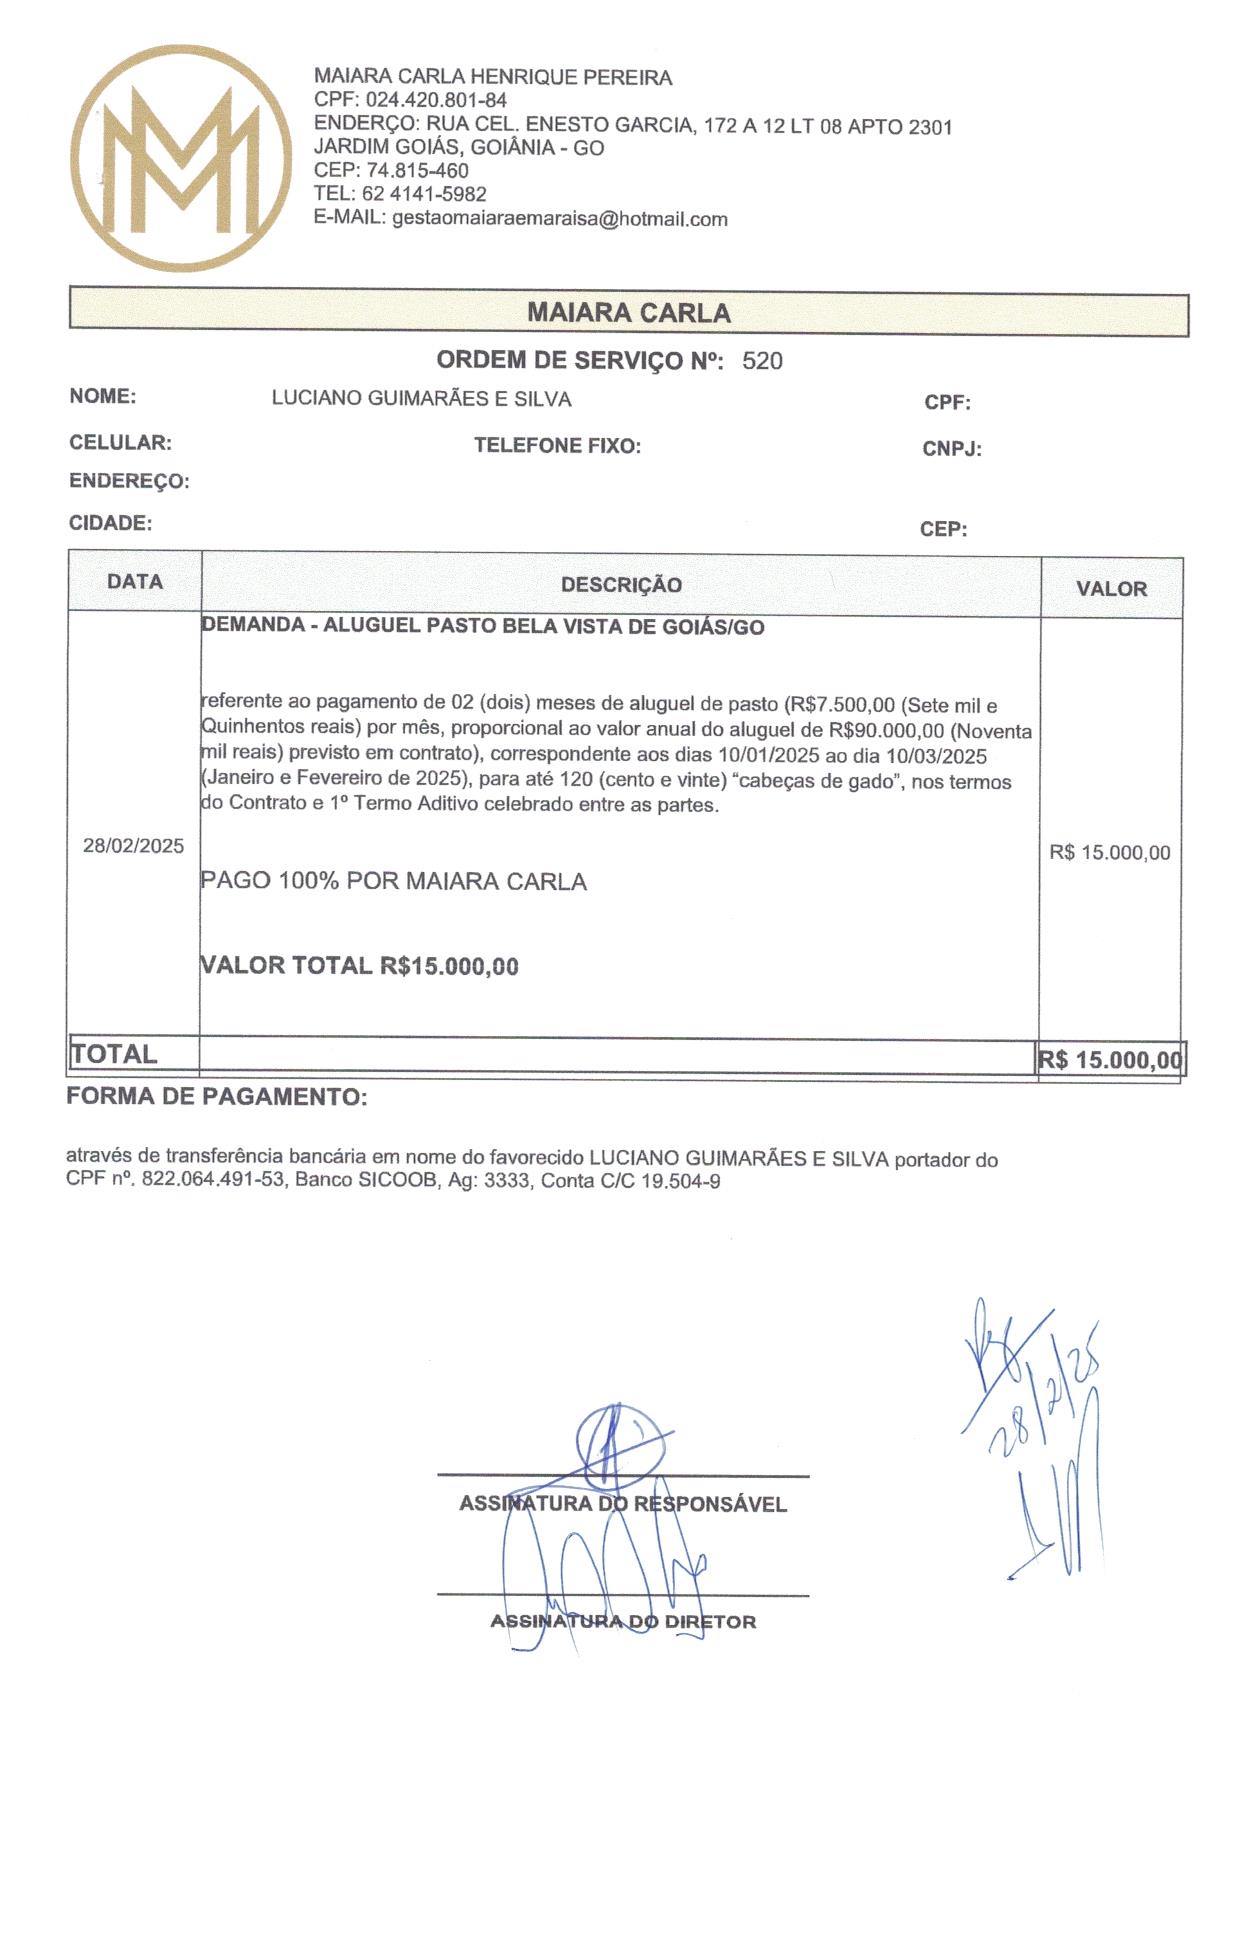 MAIARA CARLA HENRIQUE PEREIRA
CPF: 024.420.801-84
ENDERÇO: RUA CEL. ENESTO GARCIA, 172 A 12 LT 08 APTO 2301
JARDIM GOIÁS, GOIÂNIA - GO
CEP: 74.815-460
TEL: 62 4141-5982
E-MAIL: gestaomaiaraemaraisa@hotmail.com
MAIARA CARLA
ORDEM DE SERVIÇO Nº: 520
NOME: LUCIANO GUIMARÃES E SILVA CPF:
CELULAR: TELEFONE FIXO: CNPJ:
ENDEREÇO:
CIDADE: CEP:
DATA DESCRIÇÃO VALOR
DEMANDA - ALUGUEL PASTO BELA VISTA DE GOIÁS/GO
referente ao pagamento de 02 (dois) meses de aluguel de pasto (R$7.500,00 (Sete mil e
Quinhentos reais) por mês, proporcional ao valor anual do aluguel de R$90.000,00 (Noventa
mil reais) previsto em contrato), correspondente aos dias 10/01/2025 ao dia 10/03/2025
(Janeiro e Fevereiro de 2025), para até 120 (cento e vinte) “cabeças de gado”, nos termos
do Contrato e 1º Termo Aditivo celebrado entre as partes.
28/02/2025 R$ 15.000,00
PAGO 100% POR MAIARA CARLA
VALOR TOTAL R$15.000,00
TOTAL R$ 15.000,00
FORMA DE PAGAMENTO:
através de transferência bancária em nome do favorecido LUCIANO GUIMARÃES E SILVA portador do
CPF nº. 822.064.491-53, Banco SICOOB, Ag: 3333, Conta C/C 19.504-9
28/2/25
ASSINATURA DO RESPONSÁVEL
ASSINATURA DO DIRETOR